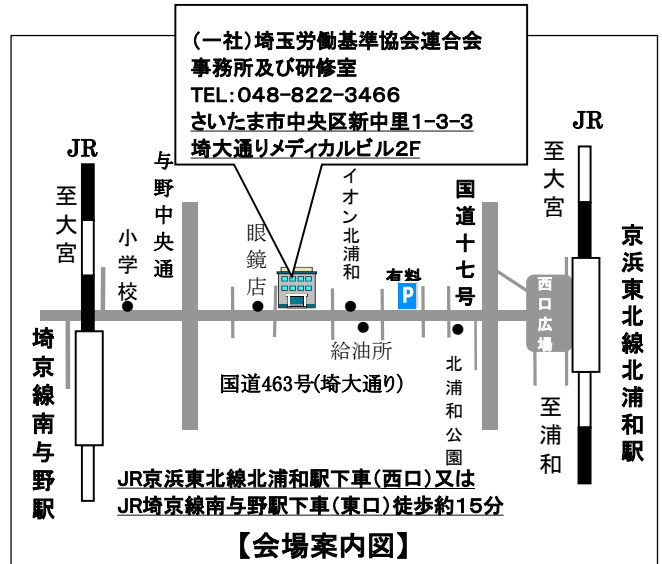 （一社）埼玉労働基準協会連合会
事務所及び研修室
TEL：048-822-3466
さいたま市中央区新中里1-3-3
埼大通りメディカルビル2F
JR
至大宮
小学校
与野中央通
眼鏡店
イオン北浦和
有料
P
国道十七号
JR
至大宮
西口広場
京浜東北線北浦和駅
埼京線南与野駅
給油所
北浦和公園
至浦和
国道463号(埼大通り)
JR京浜東北線北浦和駅下車（西口）又は
JR埼京線南与野駅下車（東口）徒歩約15分
【会場案内図】